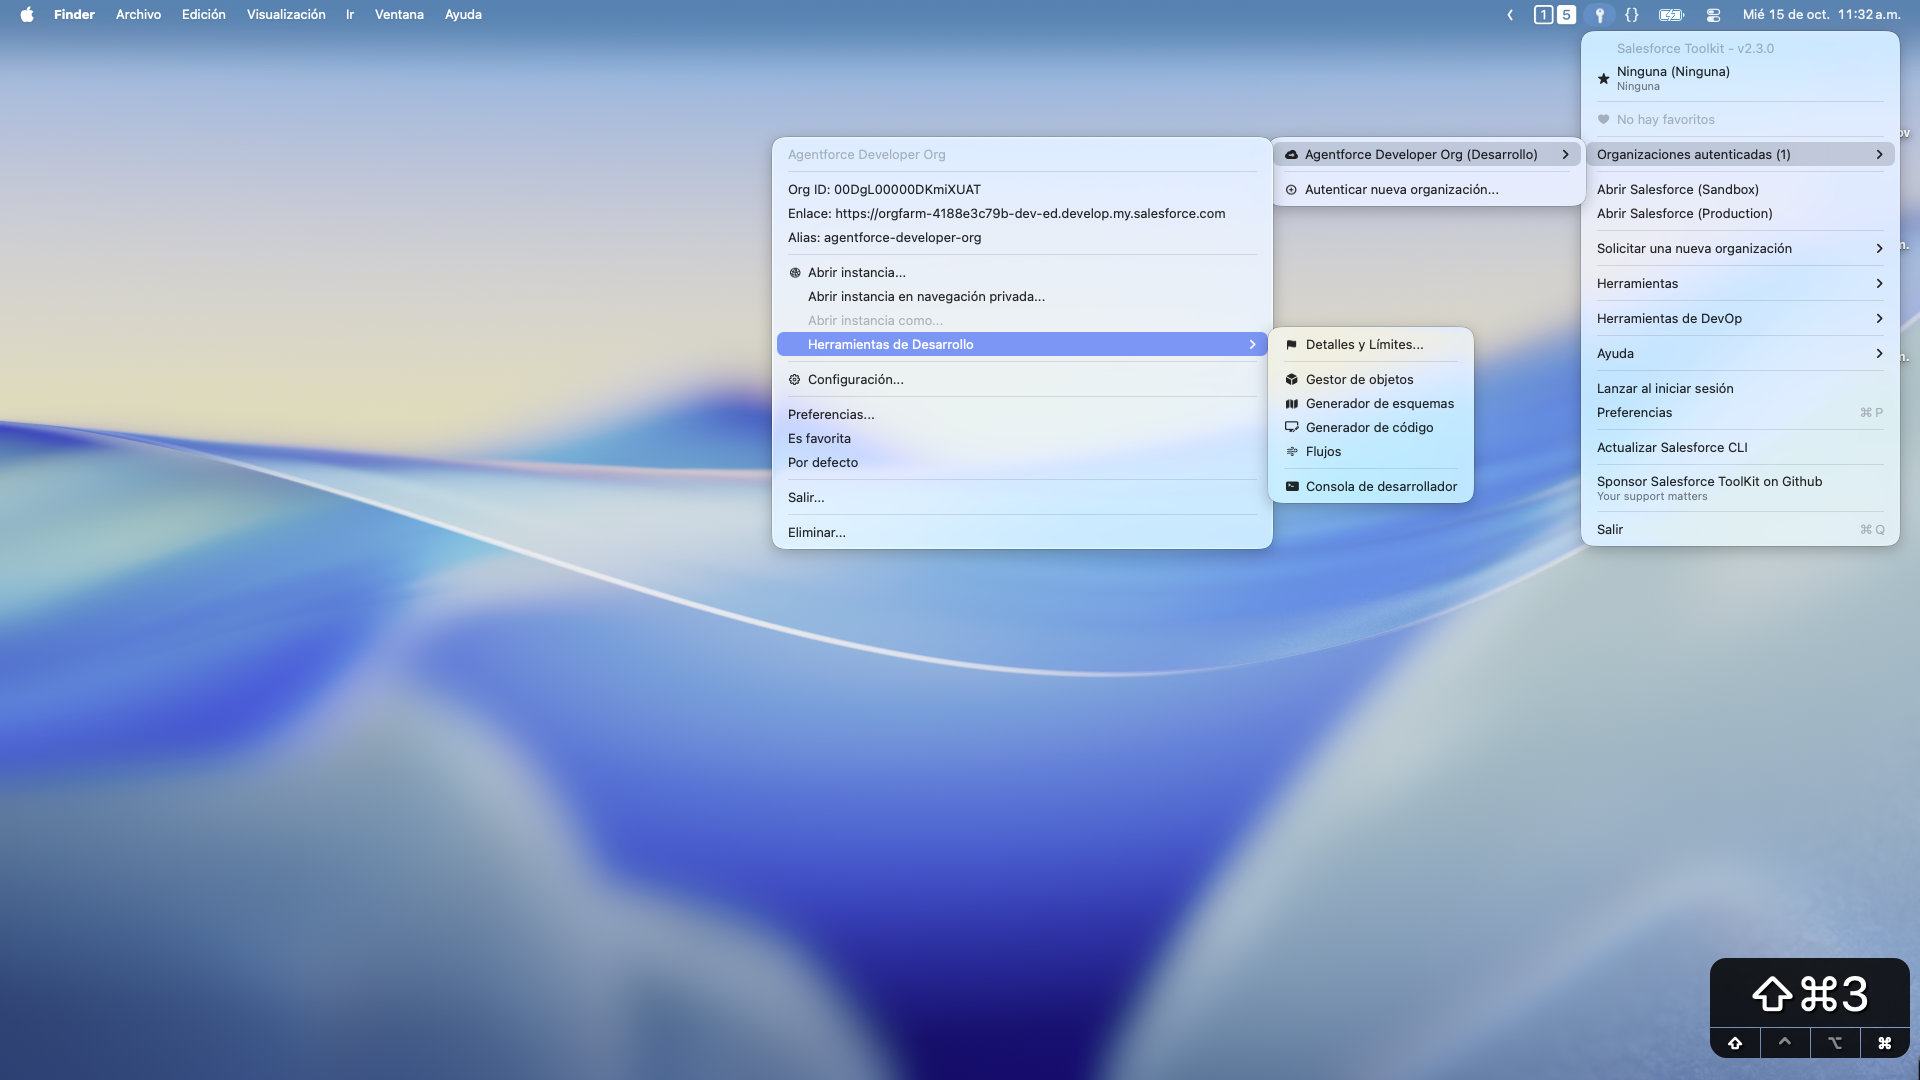 Finder Archivo Edición Visualización Ir Ventana Ayuda
1 5 {} Mié 15 de oct. 11:32 a.m.
Salesforce Toolkit - v2.3.0
Ninguna (Ninguna)
Ninguna
No hay favoritos
Organizaciones autenticadas (1)
Abrir Salesforce (Sandbox)
Abrir Salesforce (Production)
Solicitar una nueva organización
Herramientas
Herramientas de DevOp
Ayuda
Lanzar al iniciar sesión
Preferencias ⌘ P
Actualizar Salesforce CLI
Sponsor Salesforce ToolKit on Github
Your support matters
Salir ⌘ Q
Agentforce Developer Org (Desarrollo)
Autenticar nueva organización...
Agentforce Developer Org
Org ID: 00DgL00000DKmiXUAT
Enlace: https://orgfarm-4188e3c79b-dev-ed.develop.my.salesforce.com
Alias: agentforce-developer-org
Abrir instancia...
Abrir instancia en navegación privada...
Abrir instancia como...
Herramientas de Desarrollo
Configuración...
Preferencias...
Es favorita
Por defecto
Salir...
Eliminar...
Detalles y Límites...
Gestor de objetos
Generador de esquemas
Generador de código
Flujos
Consola de desarrollador
⇧⌘3
⇧ ⌃ ⌥ ⌘